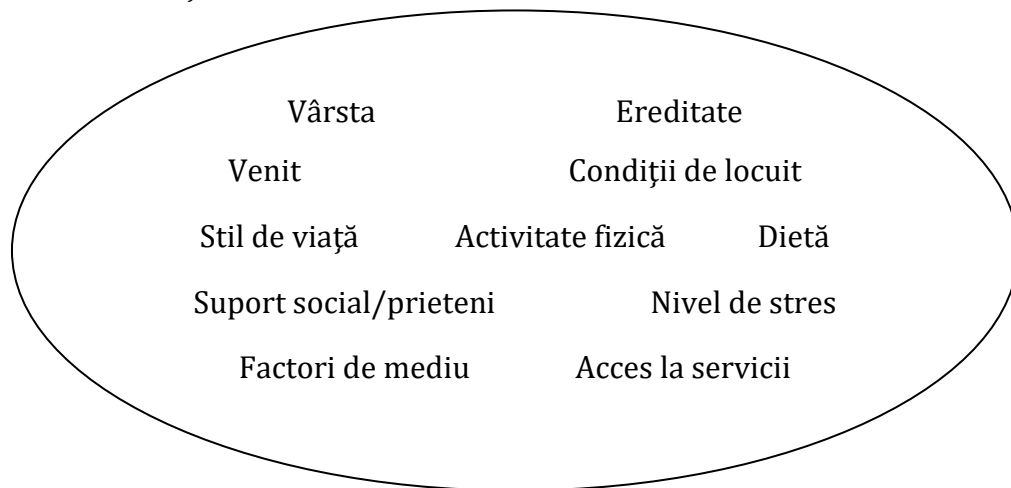 Vârsta Ereditate
Venit Condiţii de locuit
Stil de viaţă Activitate fizică Dietă
Suport social/prieteni Nivel de stres
Factori de mediu Acces la servicii